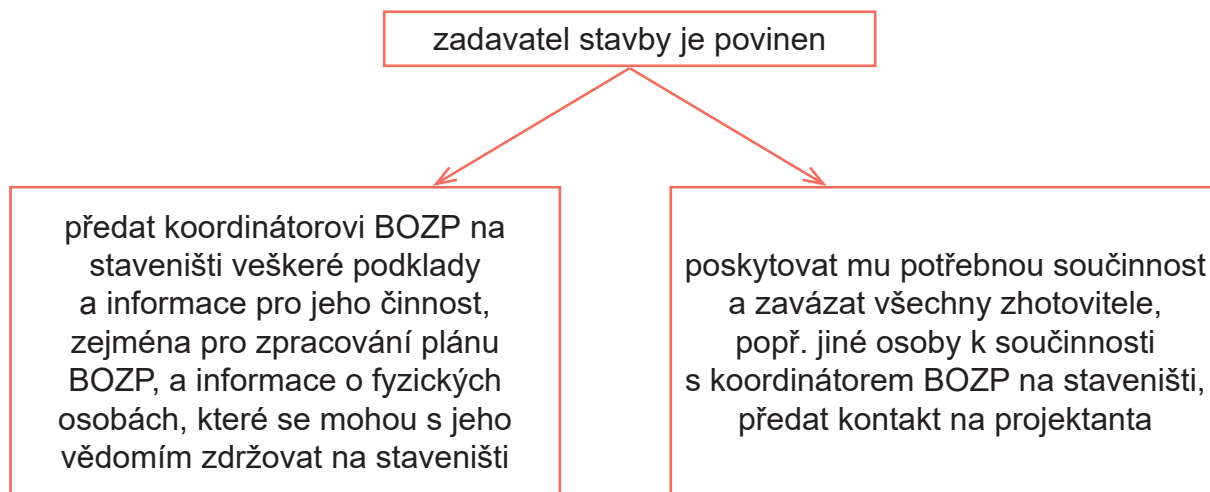 zadavatel stavby je povinen
předat koordinátorovi BOZP na
staveništi veškeré podklady
a informace pro jeho činnost,
zejména pro zpracování plánu
BOZP, a informace o fyzických
osobách, které se mohou s jeho
vědomím zdržovat na staveništi
poskytovat mu potřebnou součinnost
a zavázat všechny zhotovitele,
popř. jiné osoby k součinnosti
s koordinátorem BOZP na staveništi,
předat kontakt na projektanta